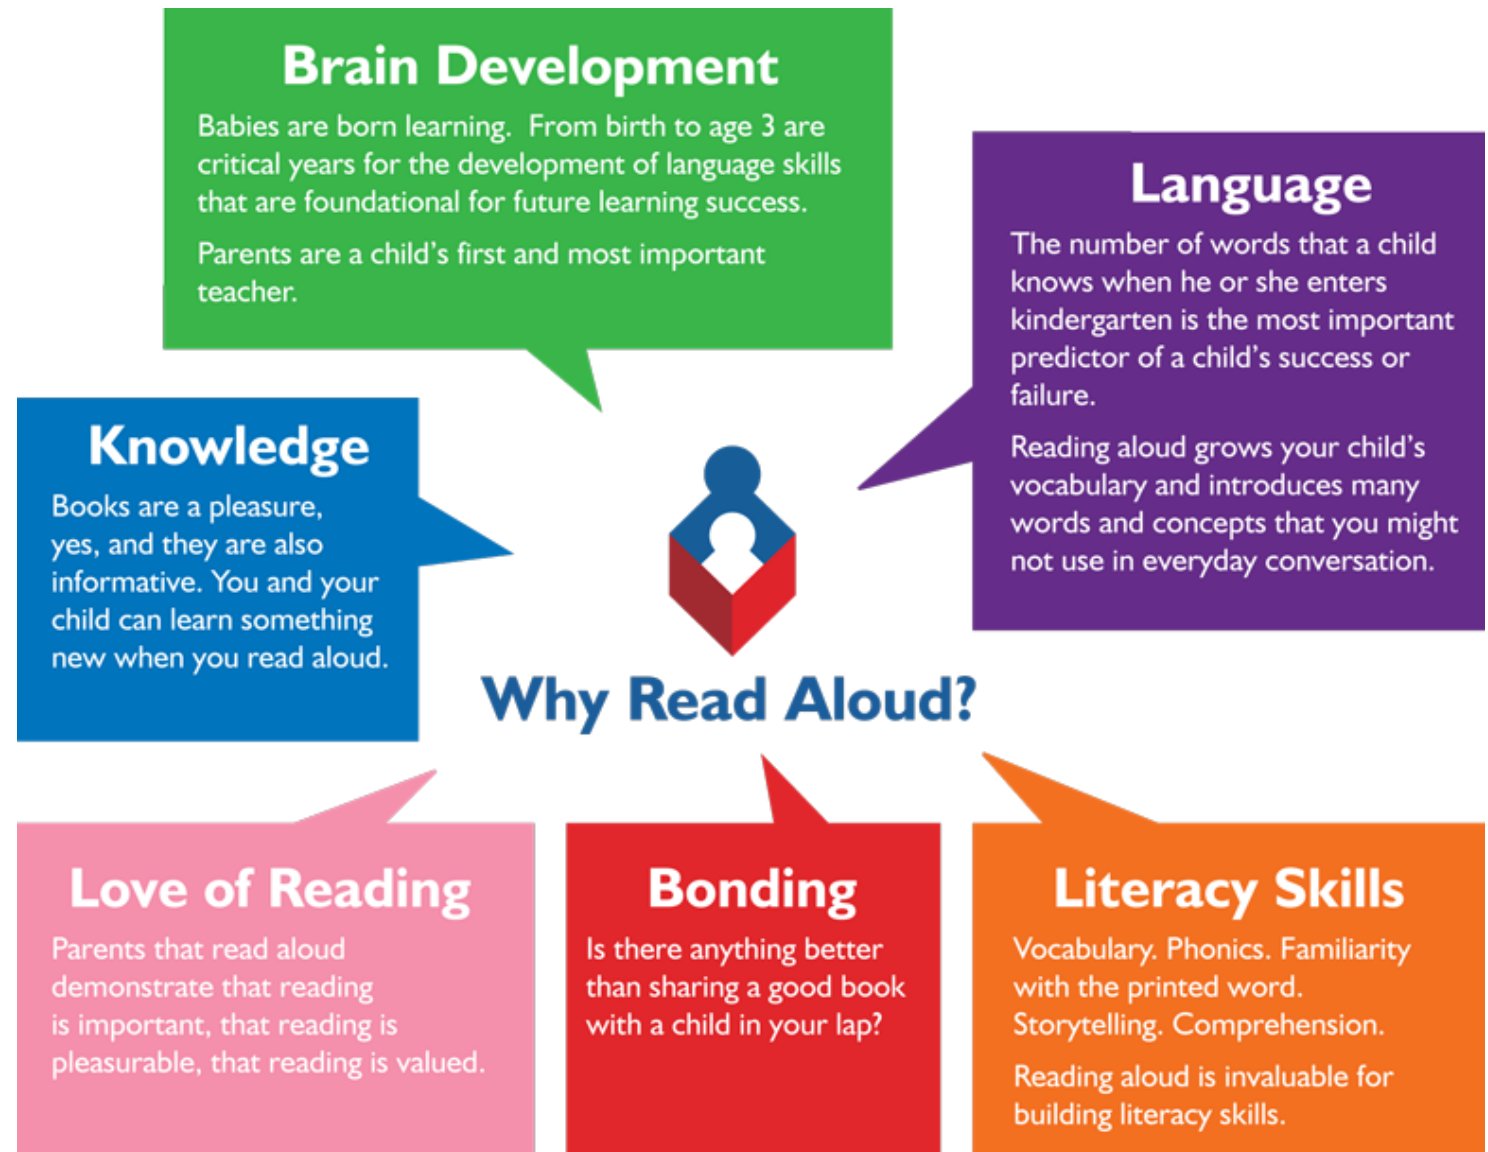 Brain Development
Babies are born learning.  From birth to age 3 are
critical years for the development of language skills
that are foundational for future learning success.
Parents are a child's first and most important
teacher.
Language
The number of words that a child
knows when he or she enters
kindergarten is the most important
predictor of a child's success or
failure.
Reading aloud grows your child's
vocabulary and introduces many
words and concepts that you might
not use in everyday conversation.
Knowledge
Books are a pleasure,
yes, and they are also
informative. You and your
child can learn something
new when you read aloud.
Why Read Aloud?
Love of Reading
Parents that read aloud
demonstrate that reading
is important, that reading is
pleasurable, that reading is valued.
Bonding
Is there anything better
than sharing a good book
with a child in your lap?
Literacy Skills
Vocabulary. Phonics. Familiarity
with the printed word.
Storytelling. Comprehension.
Reading aloud is invaluable for
building literacy skills.